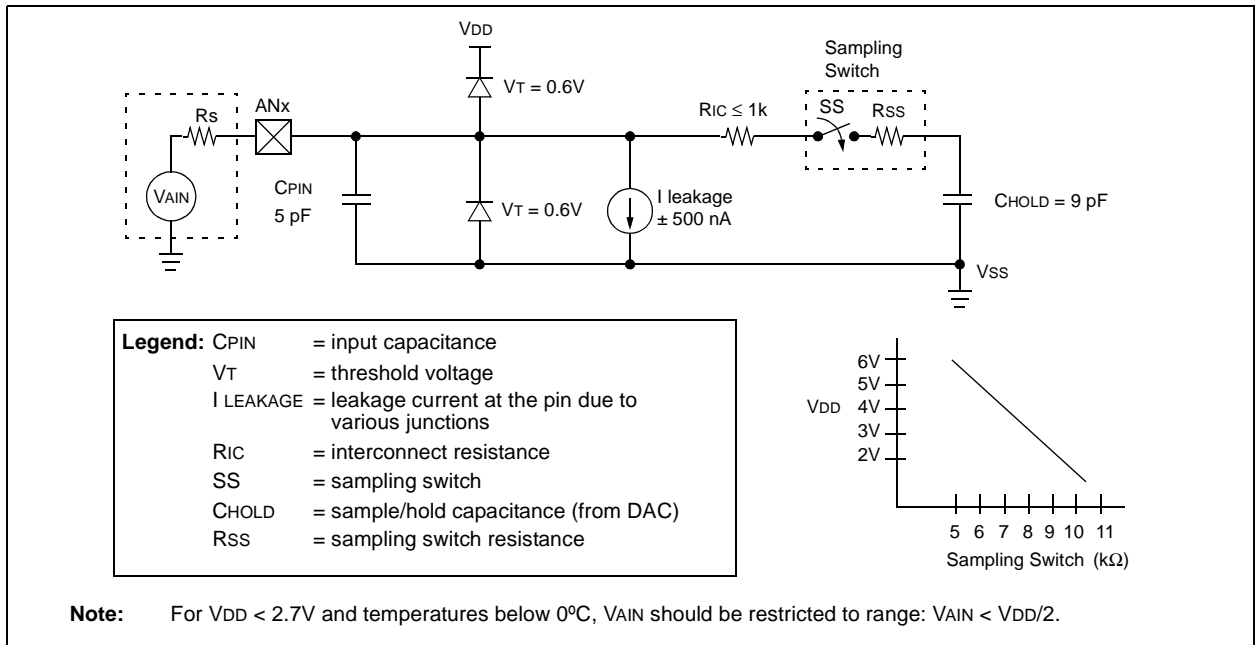 VDD
Sampling
Switch
VT = 0.6V
ANx
RS
RIC ≤ 1k
SS
RSS
VAIN
CPIN
5 pF
VT = 0.6V
I leakage
± 500 nA
CHOLD = 9 pF
VSS
Legend: CPIN = input capacitance
VT = threshold voltage
I LEAKAGE = leakage current at the pin due to
various junctions
RIC = interconnect resistance
SS = sampling switch
CHOLD = sample/hold capacitance (from DAC)
RSS = sampling switch resistance
6V
5V
VDD 4V
3V
2V
5 6 7 8 9 10 11
Sampling Switch (kΩ)
Note: For VDD < 2.7V and temperatures below 0ºC, VAIN should be restricted to range: VAIN < VDD/2.